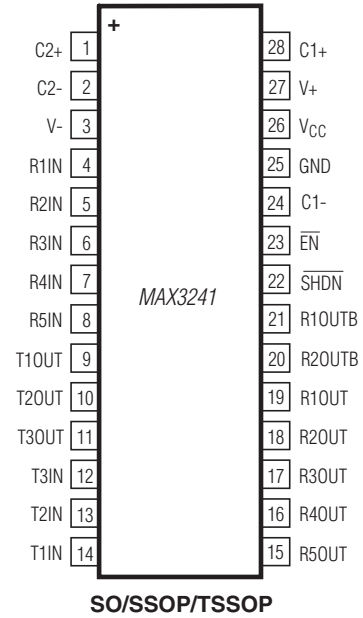 +
C2+ 1 28 C1+
C2- 2 27 V+
V- 3 26 VCC
R1IN 4 25 GND
R2IN 5 24 C1-
R3IN 6 23 E̅N̅
R4IN 7 22 S̅H̅D̅N̅
MAX3241
R5IN 8 21 R1OUTB
T1OUT 9 20 R2OUTB
T2OUT 10 19 R1OUT
T3OUT 11 18 R2OUT
T3IN 12 17 R3OUT
T2IN 13 16 R4OUT
T1IN 14 15 R5OUT
SO/SSOP/TSSOP